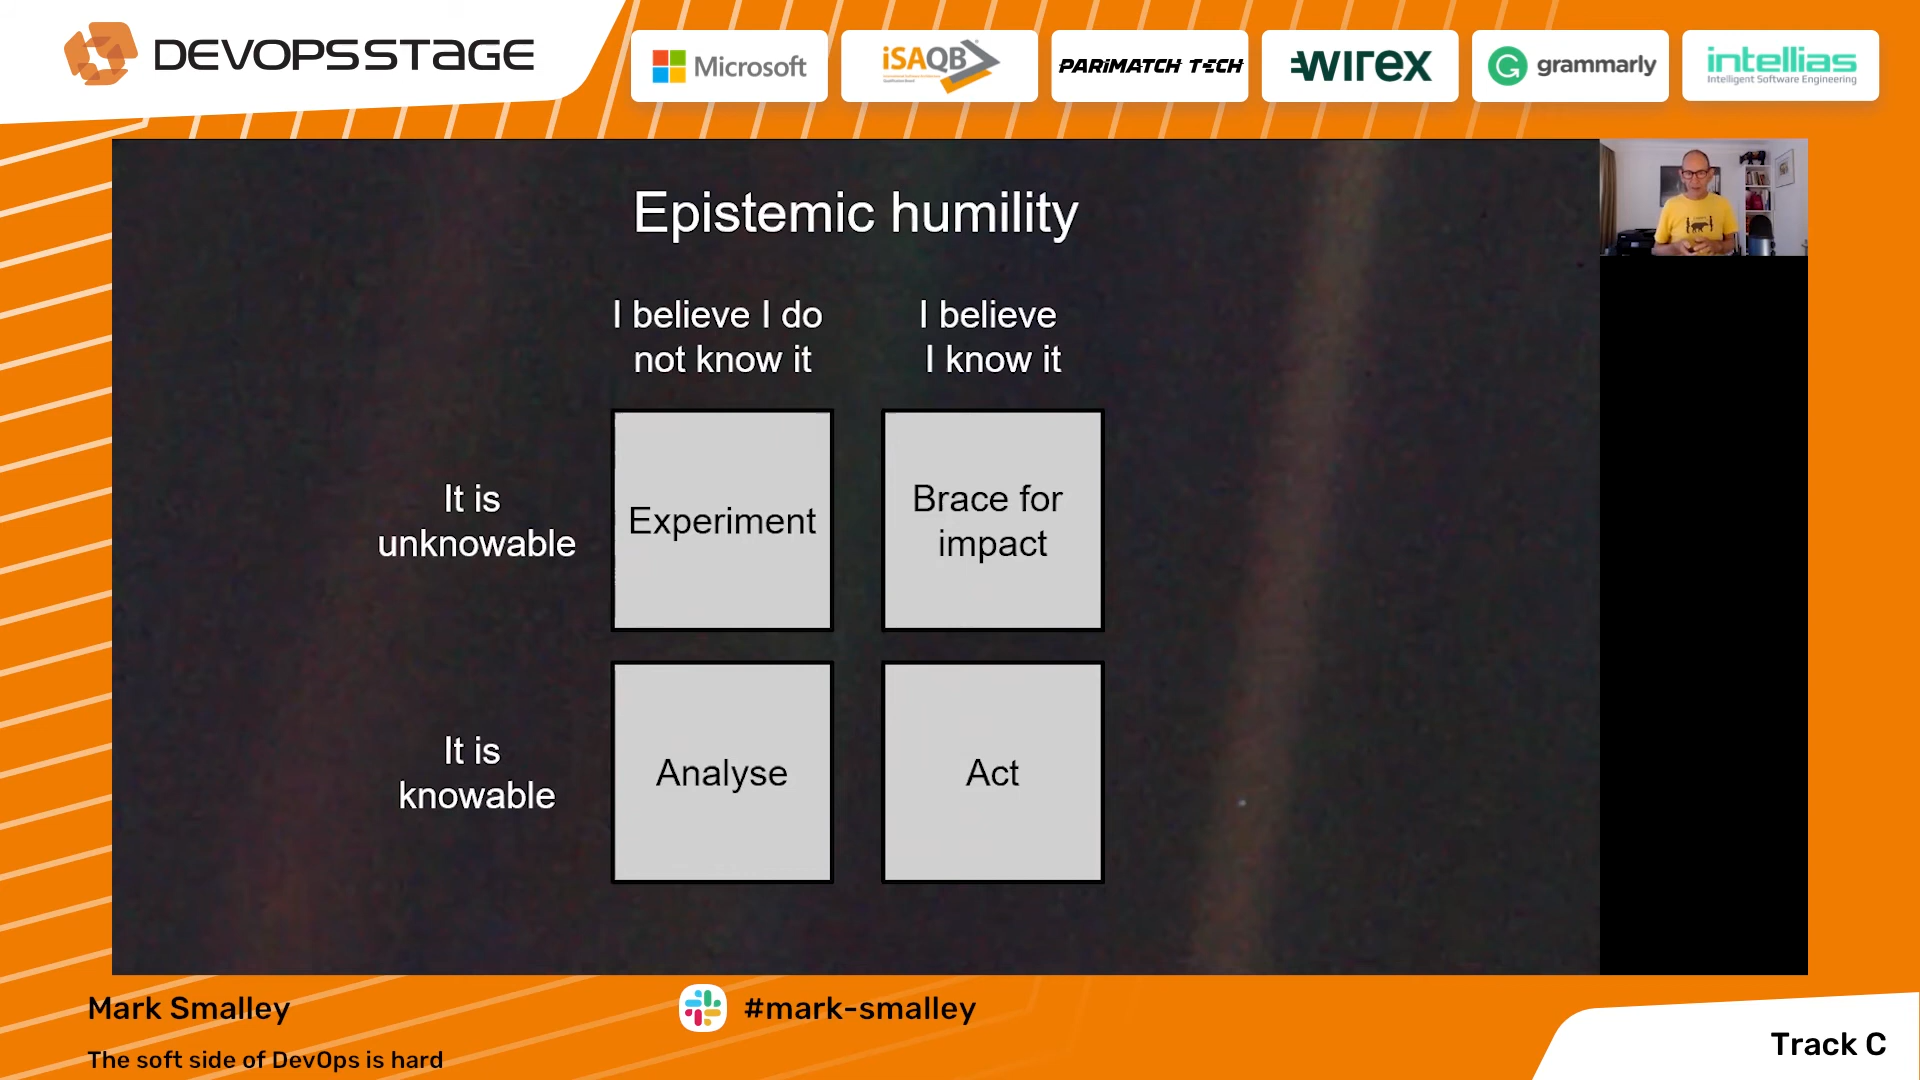 DEVOPSSTAGE
Microsoft
iSAQB
PARIMATCH TECH
wirex
grammarly
intellias
Intelligent Software Engineering
Epistemic humility
I believe I do
not know it
I believe
I know it
It is
unknowable
Experiment
Brace for
impact
It is
knowable
Analyse
Act
Mark Smalley
#mark-smalley
The soft side of DevOps is hard
Track C